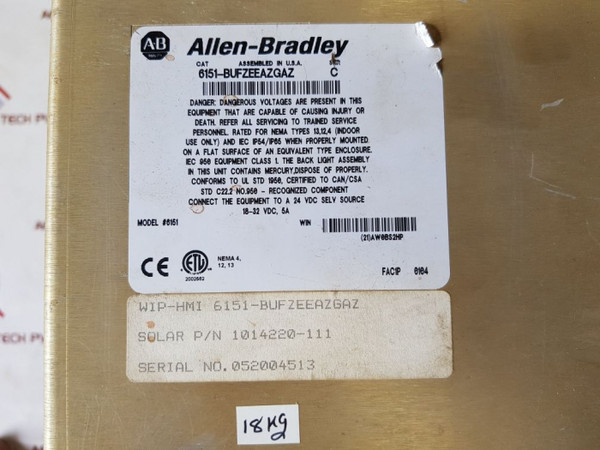 AB Allen-Bradley
CAT ASSEMBLED IN U.S.A. SER
6151-BUFZEEAZGAZ C
DANGER: DANGEROUS VOLTAGES ARE PRESENT IN THIS
EQUIPMENT THAT ARE CAPABLE OF CAUSING INJURY OR
DEATH. REFER ALL SERVICING TO TRAINED SERVICE
PERSONNEL. RATED FOR NEMA TYPES 13,12,4 (INDOOR
USE ONLY) AND IEC IP54/IP65 WHEN PROPERLY MOUNTED
ON A FLAT SURFACE OF AN EQUIVALENT TYPE ENCLOSURE.
IEC 950 EQUIPMENT CLASS 1. THE BACK LIGHT ASSEMBLY
IN THIS UNIT CONTAINS MERCURY,DISPOSE OF PROPERLY.
CONFORMS TO UL STD 1950, CERTIFIED TO CAN/CSA
STD C22.2 NO.950 - RECOGNIZED COMPONENT
CONNECT THE EQUIPMENT TO A 24 VDC SELV SOURCE
18-32 VDC, 5A
MODEL #6151 WIN
(21)AW0BS2HP
CE ETL NEMA 4,
12, 13
2002562
FAC1P 0104
WIP-HMI 6151-BUFZEEAZGAZ
SOLAR P/N 1014220-111
SERIAL NO.052004513
18Kg